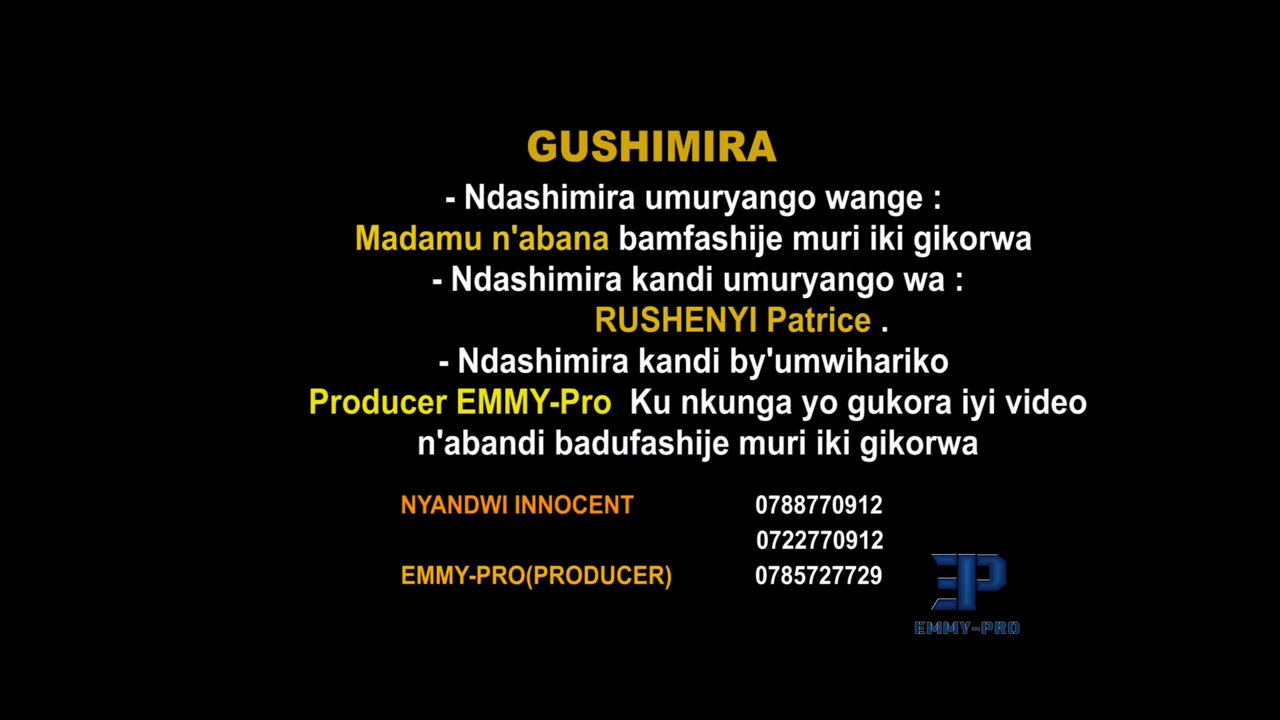 GUSHIMIRA
- Ndashimira umuryango wange :
Madamu n'abana bamfashije muri iki gikorwa
- Ndashimira kandi umuryango wa :
RUSHENYI Patrice .
- Ndashimira kandi by'umwihariko
Producer EMMY-Pro Ku nkunga yo gukora iyi video
n'abandi badufashije muri iki gikorwa
NYANDWI INNOCENT 0788770912
0722770912
EMMY-PRO(PRODUCER) 0785727729
EP
EMMY-PRO